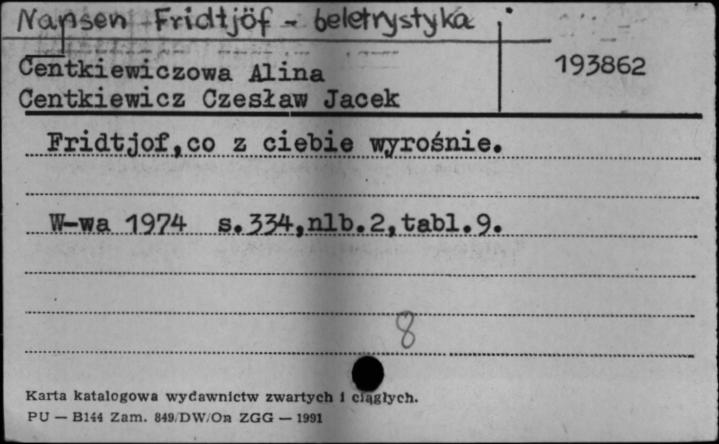 Nansen Fridtjöf - beletrystyka
Centkiewiczowa Alina
193862
Centkiewicz Czesław Jacek
Fridtjof,co z ciebie wyrośnie.
W-wa 1974 s.334,nlb.2,tabl.9.
8
Karta katalogowa wydawnictw zwartych i ciągłych.
PU — B144 Zam. 849/DW/On ZGG — 1991